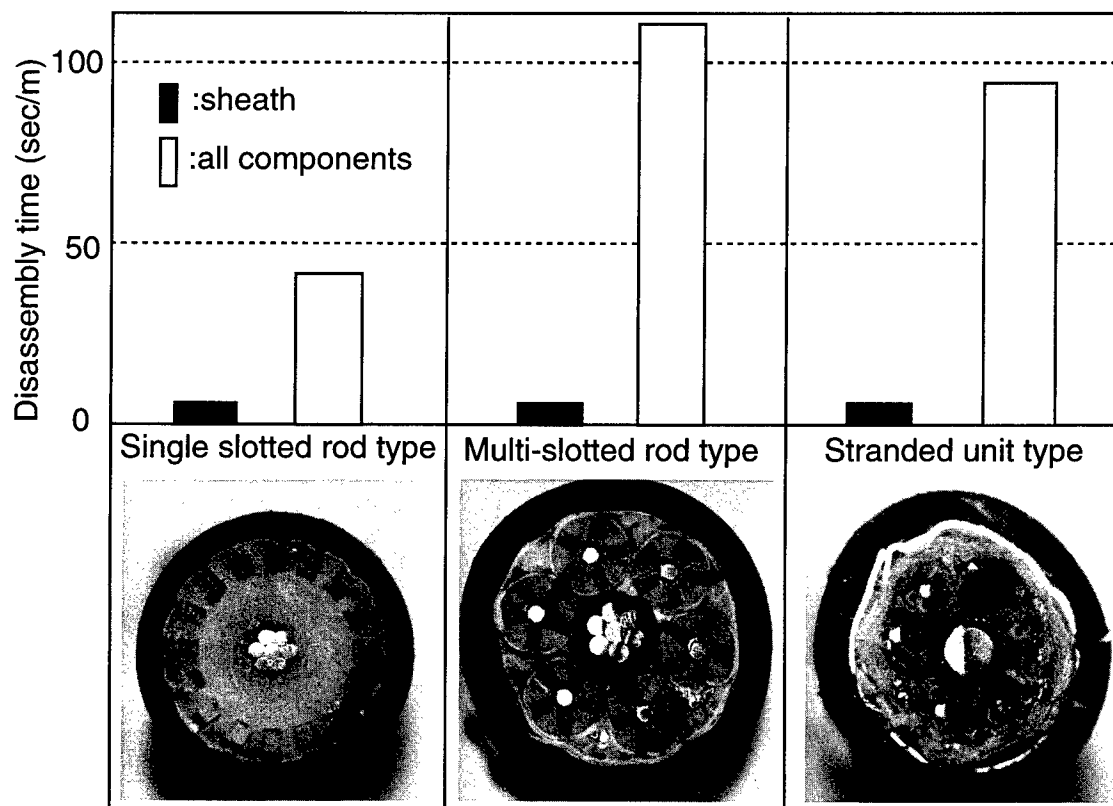 Disassembly time (sec/m)
100
50
0
:sheath
:all components
Single slotted rod type
Multi-slotted rod type
Stranded unit type